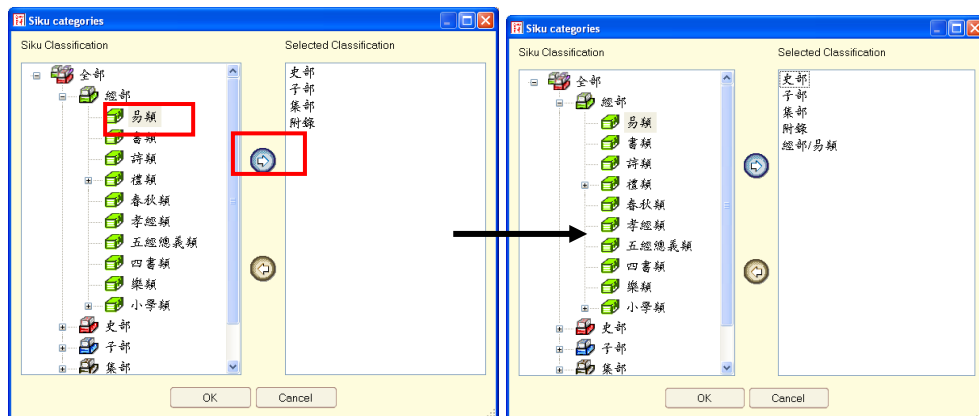 Siku categories
Siku Classification
Selected Classification
全部
經部
易類
書類
詩類
禮類
春秋類
孝經類
五經總義類
四書類
樂類
小學類
史部
子部
集部
史部
子部
集部
附錄
OK
Cancel
Siku categories
Siku Classification
Selected Classification
全部
經部
易類
書類
詩類
禮類
春秋類
孝經類
五經總義類
四書類
樂類
小學類
史部
子部
集部
史部
子部
集部
附錄
經部/易類
OK
Cancel